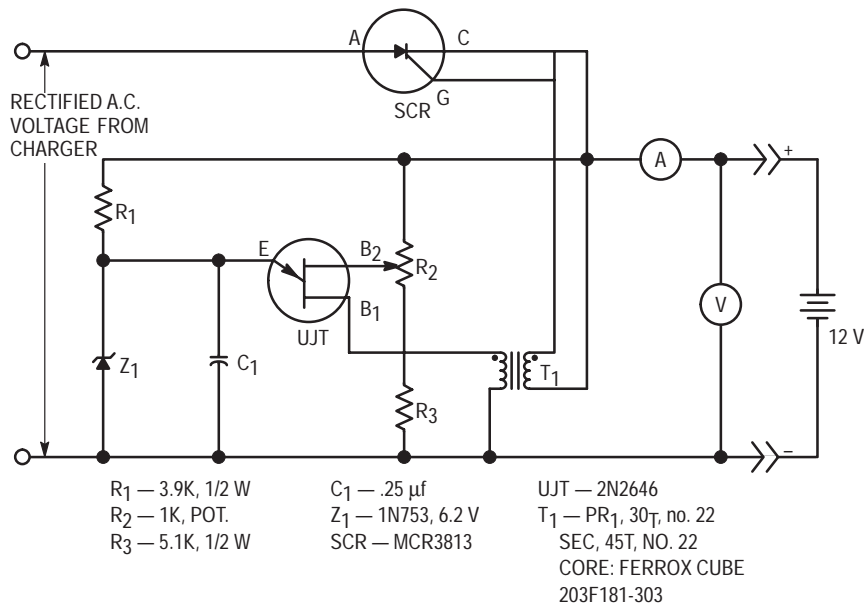 A
C
G
SCR
RECTIFIED A.C.
VOLTAGE FROM
CHARGER
A
+
R1
E
B2
R2
B1
UJT
V
12 V
Z1
C1
T1
R3
–
R1 — 3.9K, 1/2 W
R2 — 1K, POT.
R3 — 5.1K, 1/2 W
C1 — .25 µf
Z1 — 1N753, 6.2 V
SCR — MCR3813
UJT — 2N2646
T1 — PR1, 30T, no. 22
SEC, 45T, NO. 22
CORE: FERROX CUBE
203F181-303